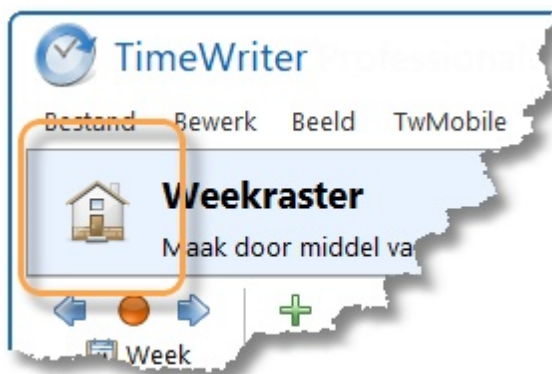 TimeWriter Professional
Bestand Bewerk Beeld TwMobile
Weekraster
Maak door middel va
Week